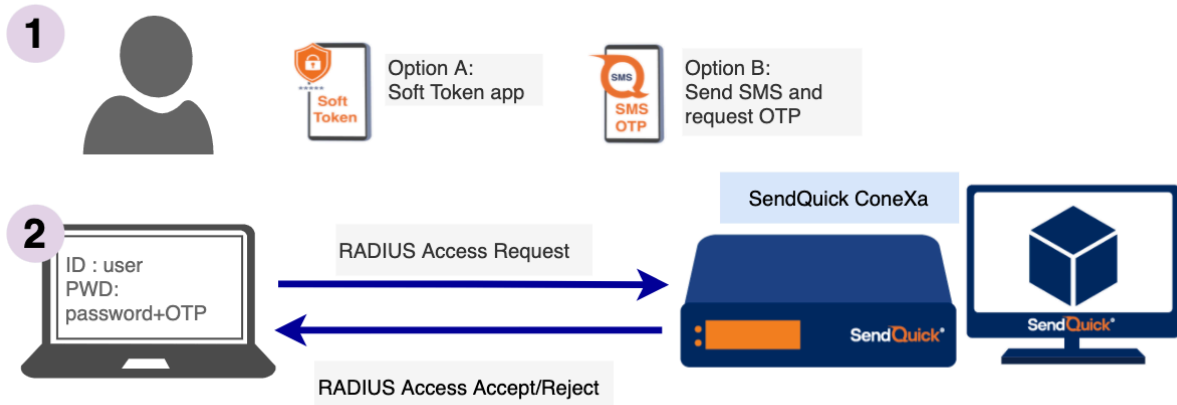 1
Soft
Token
Option A:
Soft Token app
SMS
SMS
OTP
Option B:
Send SMS and
request OTP
2
ID : user
PWD:
password+OTP
RADIUS Access Request
RADIUS Access Accept/Reject
SendQuick ConeXa
SendQuick®
SendQuick®